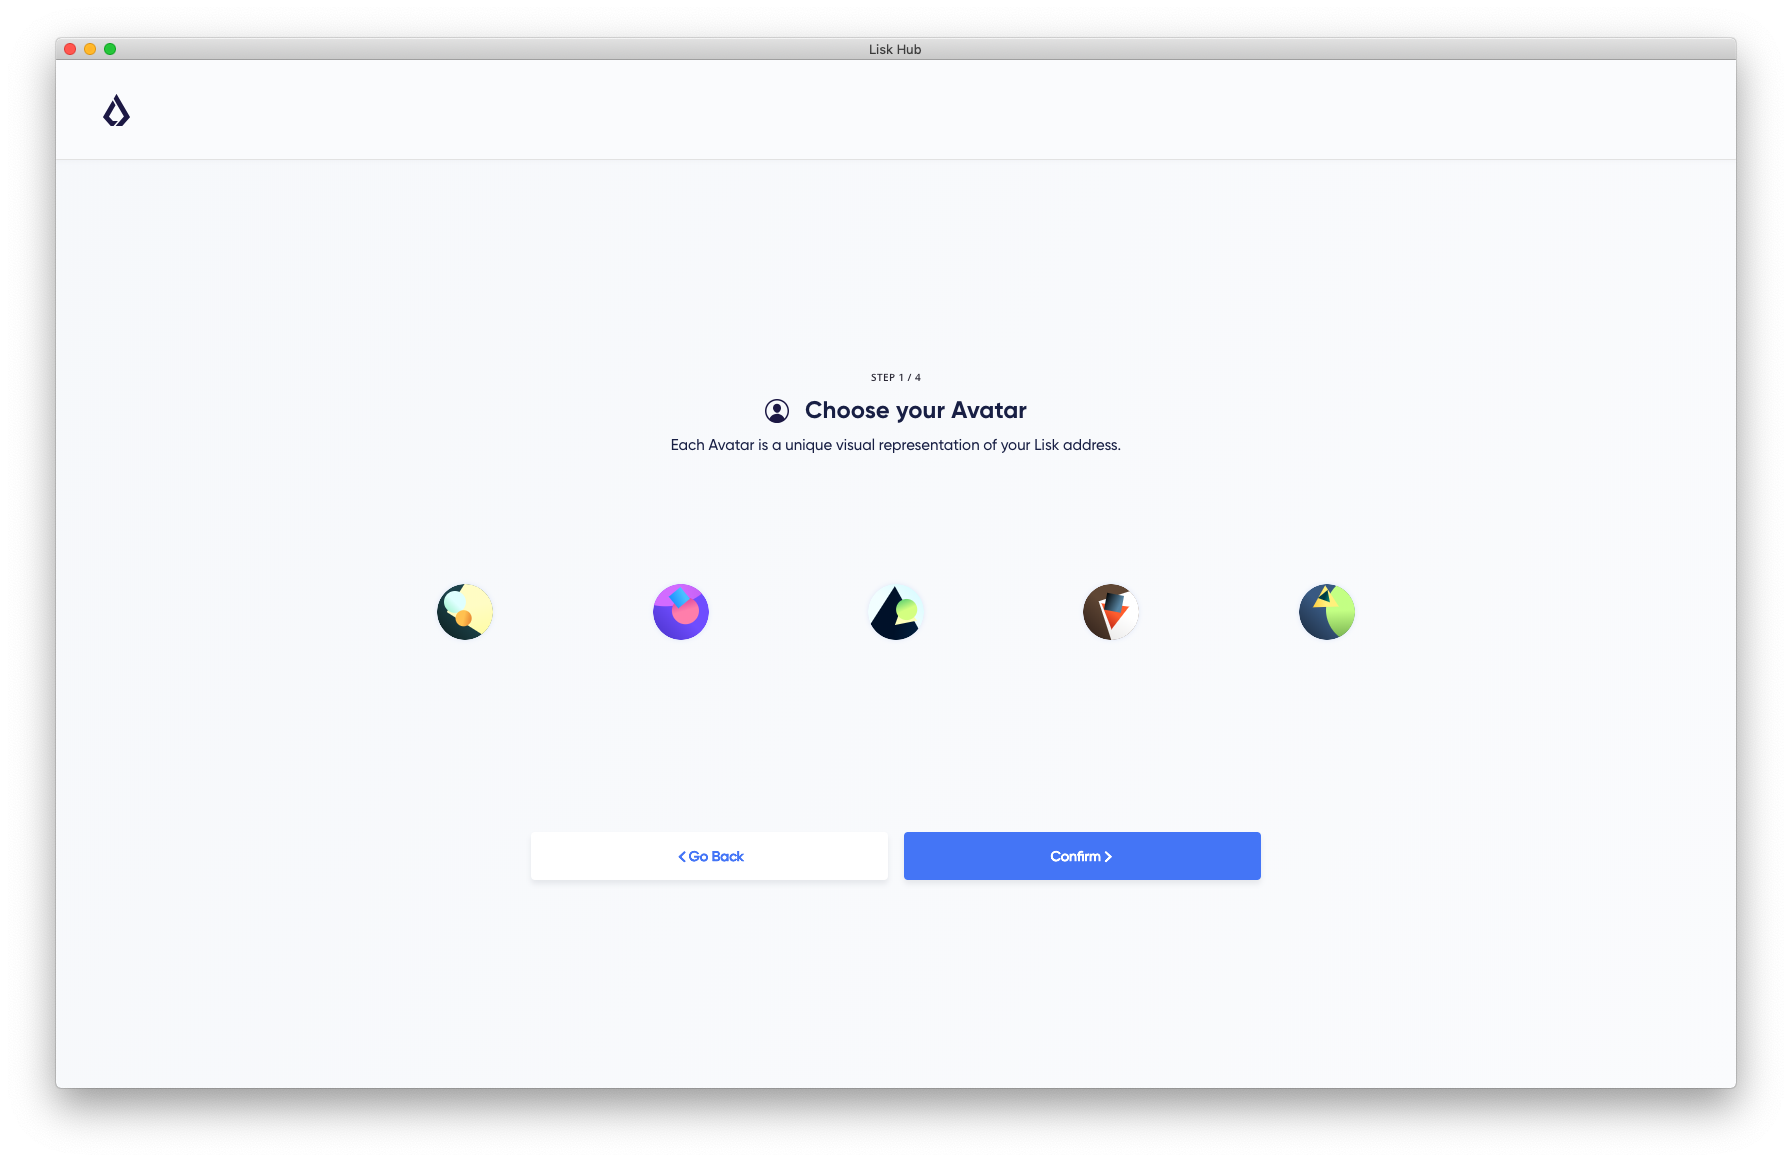 Lisk Hub
STEP 1 / 4
Choose your Avatar
Each Avatar is a unique visual representation of your Lisk address.
Go Back
Confirm